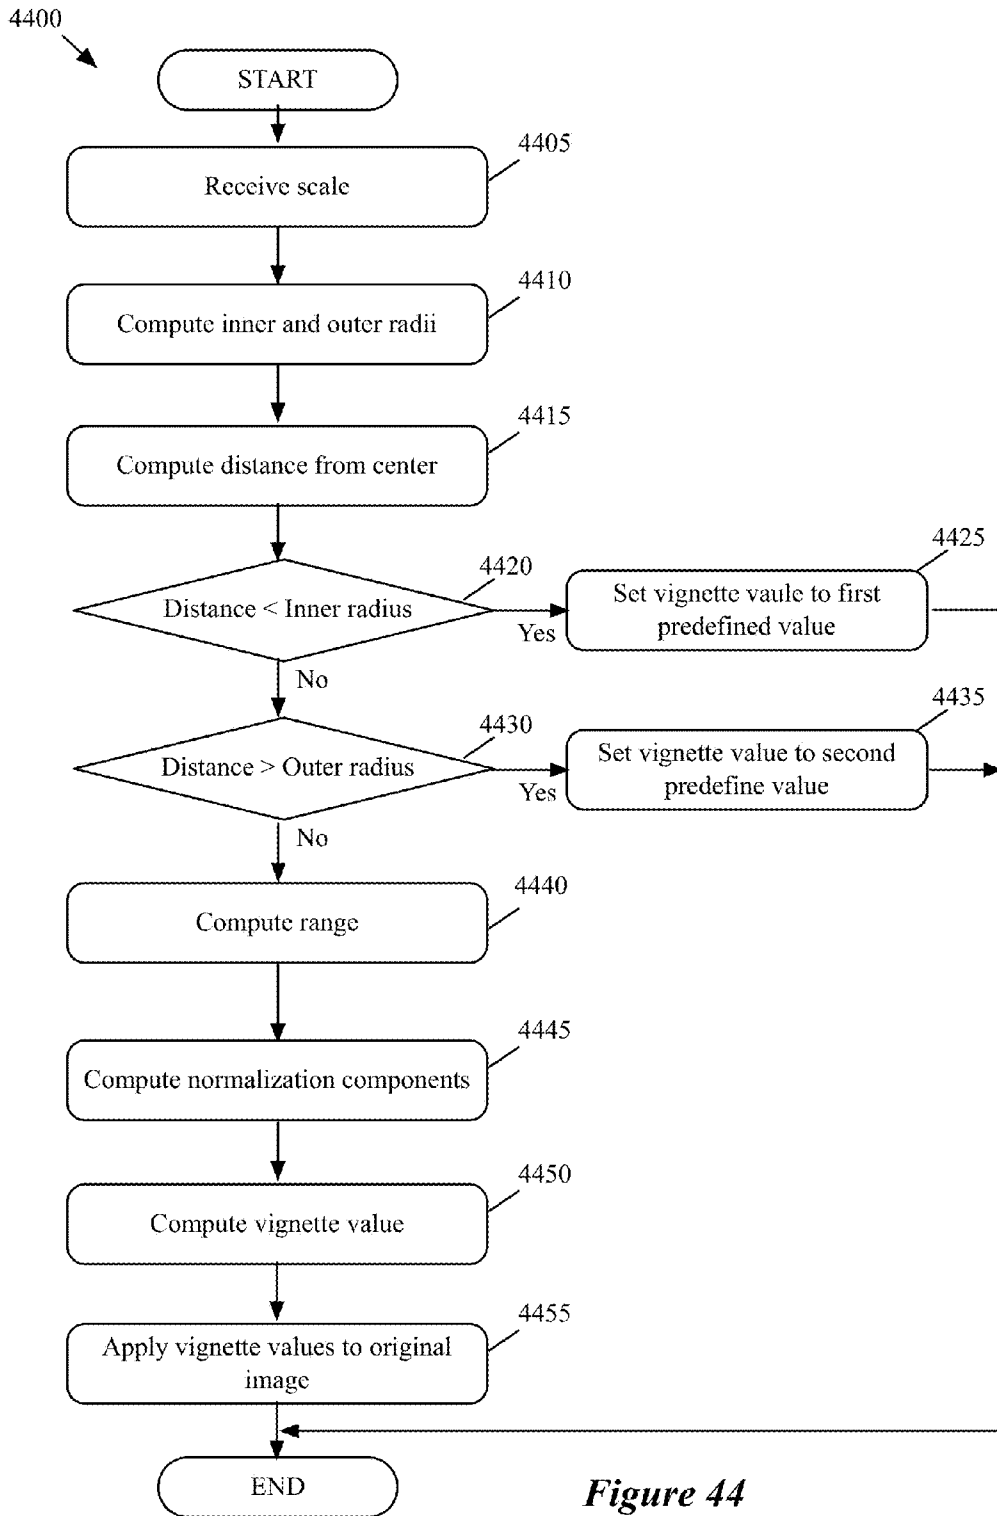 4400
START
4405
Receive scale
4410
Compute inner and outer radii
4415
Compute distance from center
4420
Distance < Inner radius
Yes
4425
Set vignette vaule to first
predefined value
No
4430
Distance > Outer radius
Yes
4435
Set vignette value to second
predefine value
No
4440
Compute range
4445
Compute normalization components
4450
Compute vignette value
4455
Apply vignette values to original
image
END
Figure 44